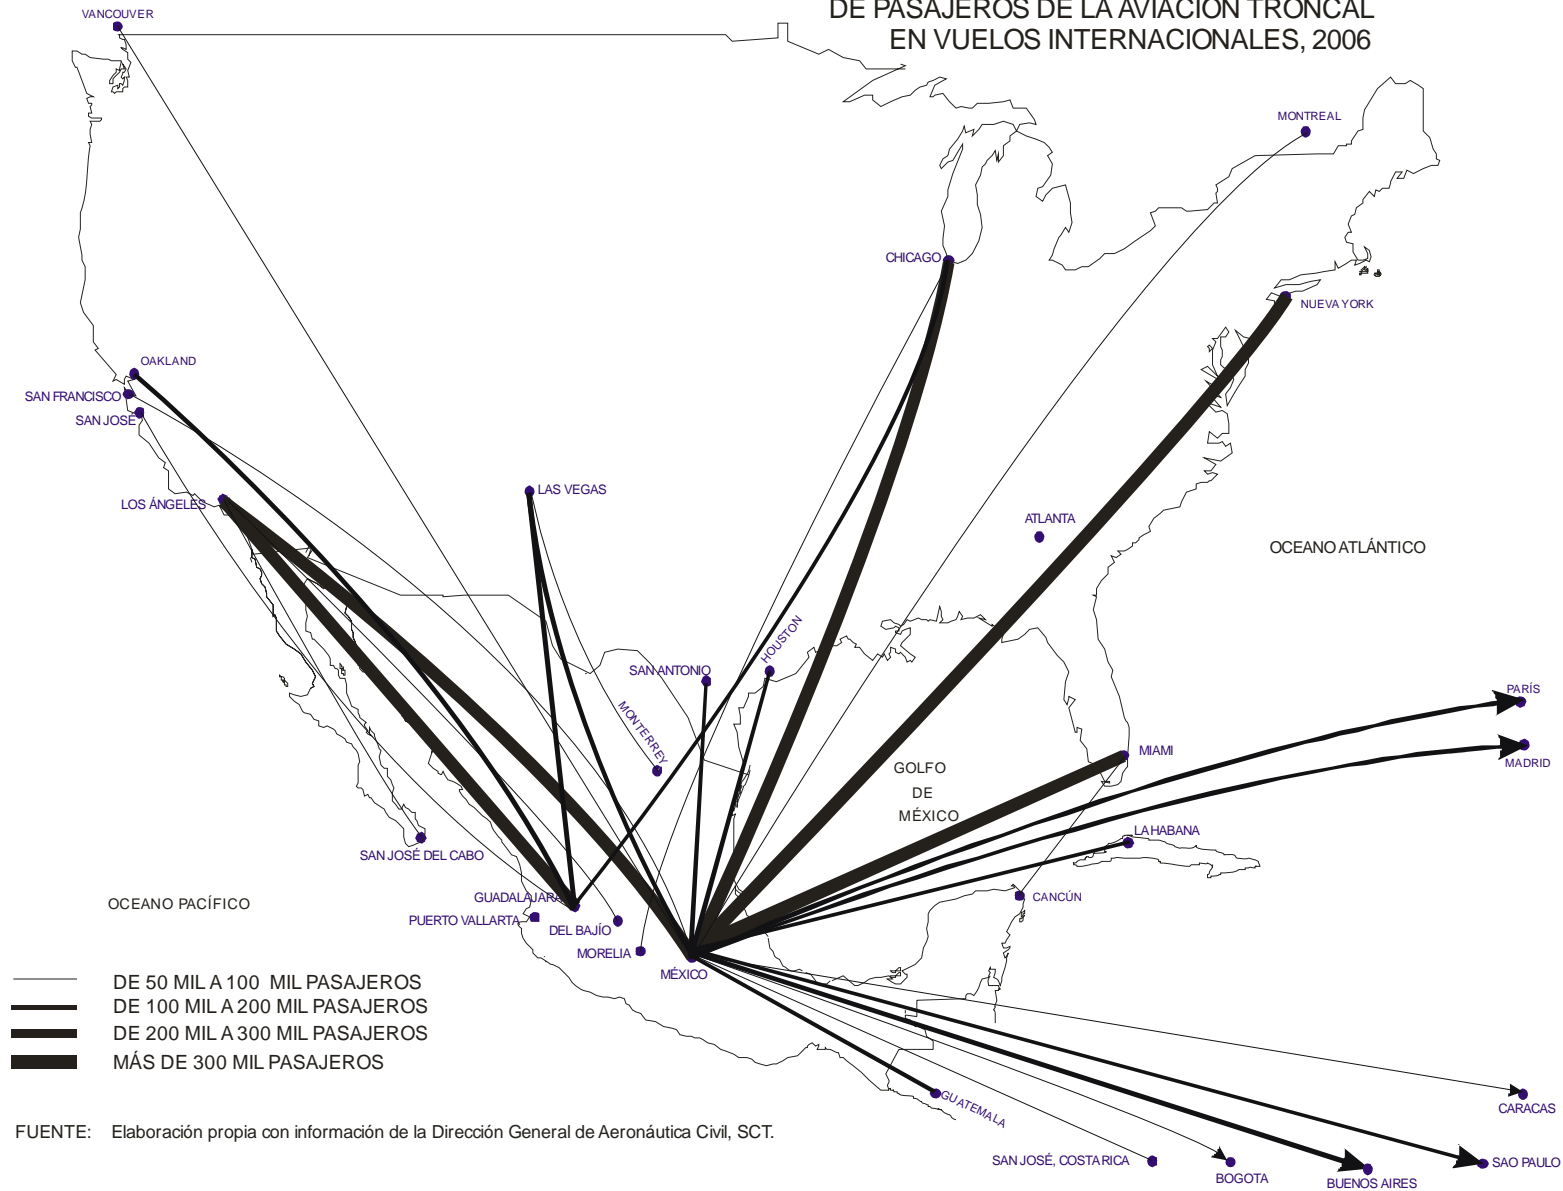 DE PASAJEROS DE LA AVIACIÓN TRONCAL
EN VUELOS INTERNACIONALES, 2006
VANCOUVER
MONTREAL
CHICAGO
NUEVA YORK
OAKLAND
SAN FRANCISCO
SAN JOSÉ
LOS ÁNGELES
LAS VEGAS
ATLANTA
OCEANO ATLÁNTICO
HOUSTON
SAN ANTONIO
MONTERREY
PARÍS
MIAMI
MADRID
GOLFO
DE
MÉXICO
LA HABANA
SAN JOSÉ DEL CABO
CANCÚN
OCEANO PACÍFICO
GUADALAJARA
PUERTO VALLARTA
DEL BAJÍO
MORELIA
MÉXICO
DE 50 MIL A 100 MIL PASAJEROS
DE 100 MIL A 200 MIL PASAJEROS
DE 200 MIL A 300 MIL PASAJEROS
MÁS DE 300 MIL PASAJEROS
GUATEMALA
CARACAS
FUENTE: Elaboración propia con información de la Dirección General de Aeronáutica Civil, SCT.
SAN JOSÉ, COSTA RICA
BOGOTA
BUENOS AIRES
SAO PAULO